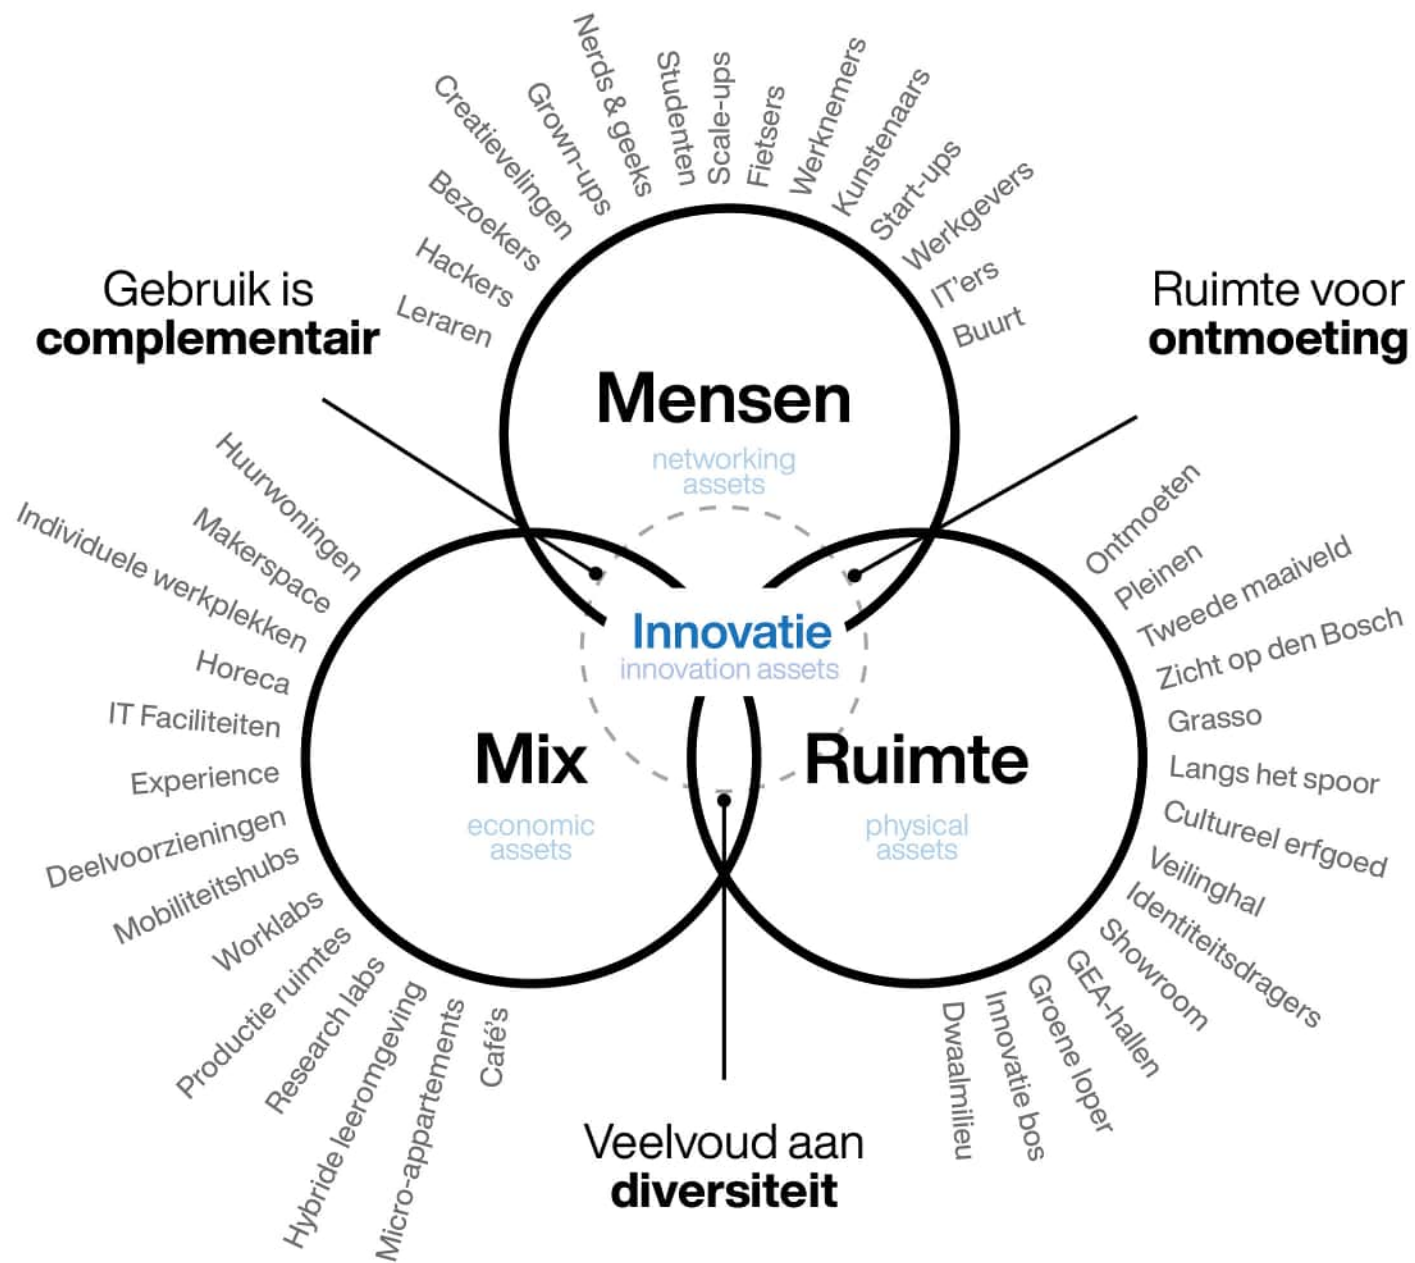 Leraren
Hackers
Bezoekers
Creatievelingen
Grown-ups
Nerds & geeks
Studenten
Scale-ups
Fietsers
Werknemers
Kunstenaars
Start-ups
Werkgevers
IT'ers
Buurt
Gebruik is
complementair
Ruimte voor
ontmoeting
Mensen
networking
assets
Innovatie
innovation assets
Mix
economic
assets
Ruimte
physical
assets
Huurwoningen
Makerspace
Individuele werkplekken
Horeca
IT Faciliteiten
Experience
Deelvoorzieningen
Mobiliteitshubs
Worklabs
Productie ruimtes
Research labs
Hybride leeromgeving
Micro-appartements
Café's
Ontmoeten
Pleinen
Tweede maaiveld
Zicht op den Bosch
Grasso
Langs het spoor
Cultureel erfgoed
Veilinghal
Identiteitsdragers
Showroom
GEA-hallen
Groene loper
Innovatie bos
Dwaalmilieu
Veelvoud aan
diversiteit